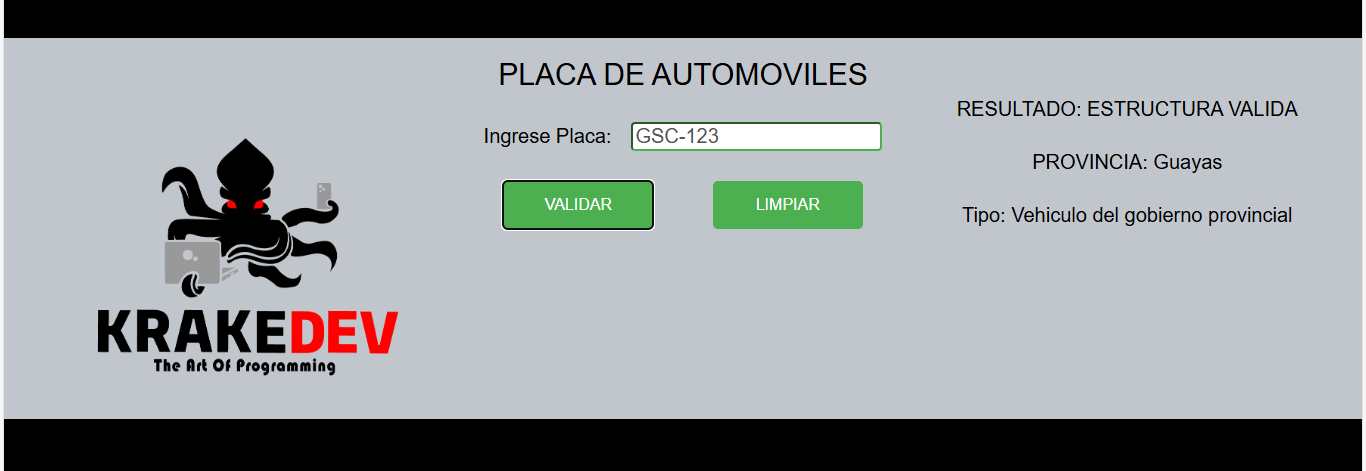 PLACA DE AUTOMOVILES
Ingrese Placa: GSC-123
VALIDAR LIMPIAR
RESULTADO: ESTRUCTURA VALIDA
PROVINCIA: Guayas
Tipo: Vehiculo del gobierno provincial
KRAKEDEV
The Art Of Programming